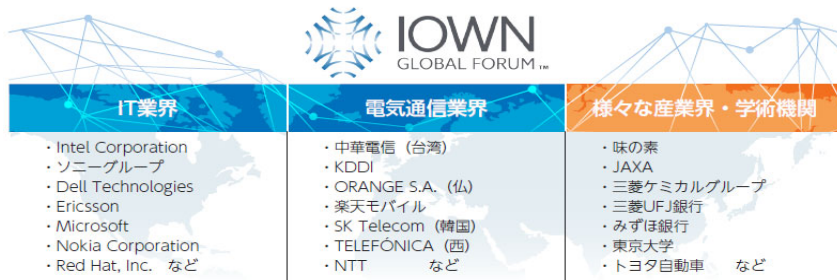 IOWN
GLOBAL FORUM™
IT業界
・Intel Corporation
・ソニーグループ
・Dell Technologies
・Ericsson
・Microsoft
・Nokia Corporation
・Red Hat, Inc. など
電気通信業界
・中華電信（台湾）
・KDDI
・ORANGE S.A.（仏）
・楽天モバイル
・SK Telecom（韓国）
・TELEFÓNICA（西）
・NTT など
様々な産業界・学術機関
・味の素
・JAXA
・三菱ケミカルグループ
・三菱UFJ銀行
・みずほ銀行
・東京大学
・トヨタ自動車 など